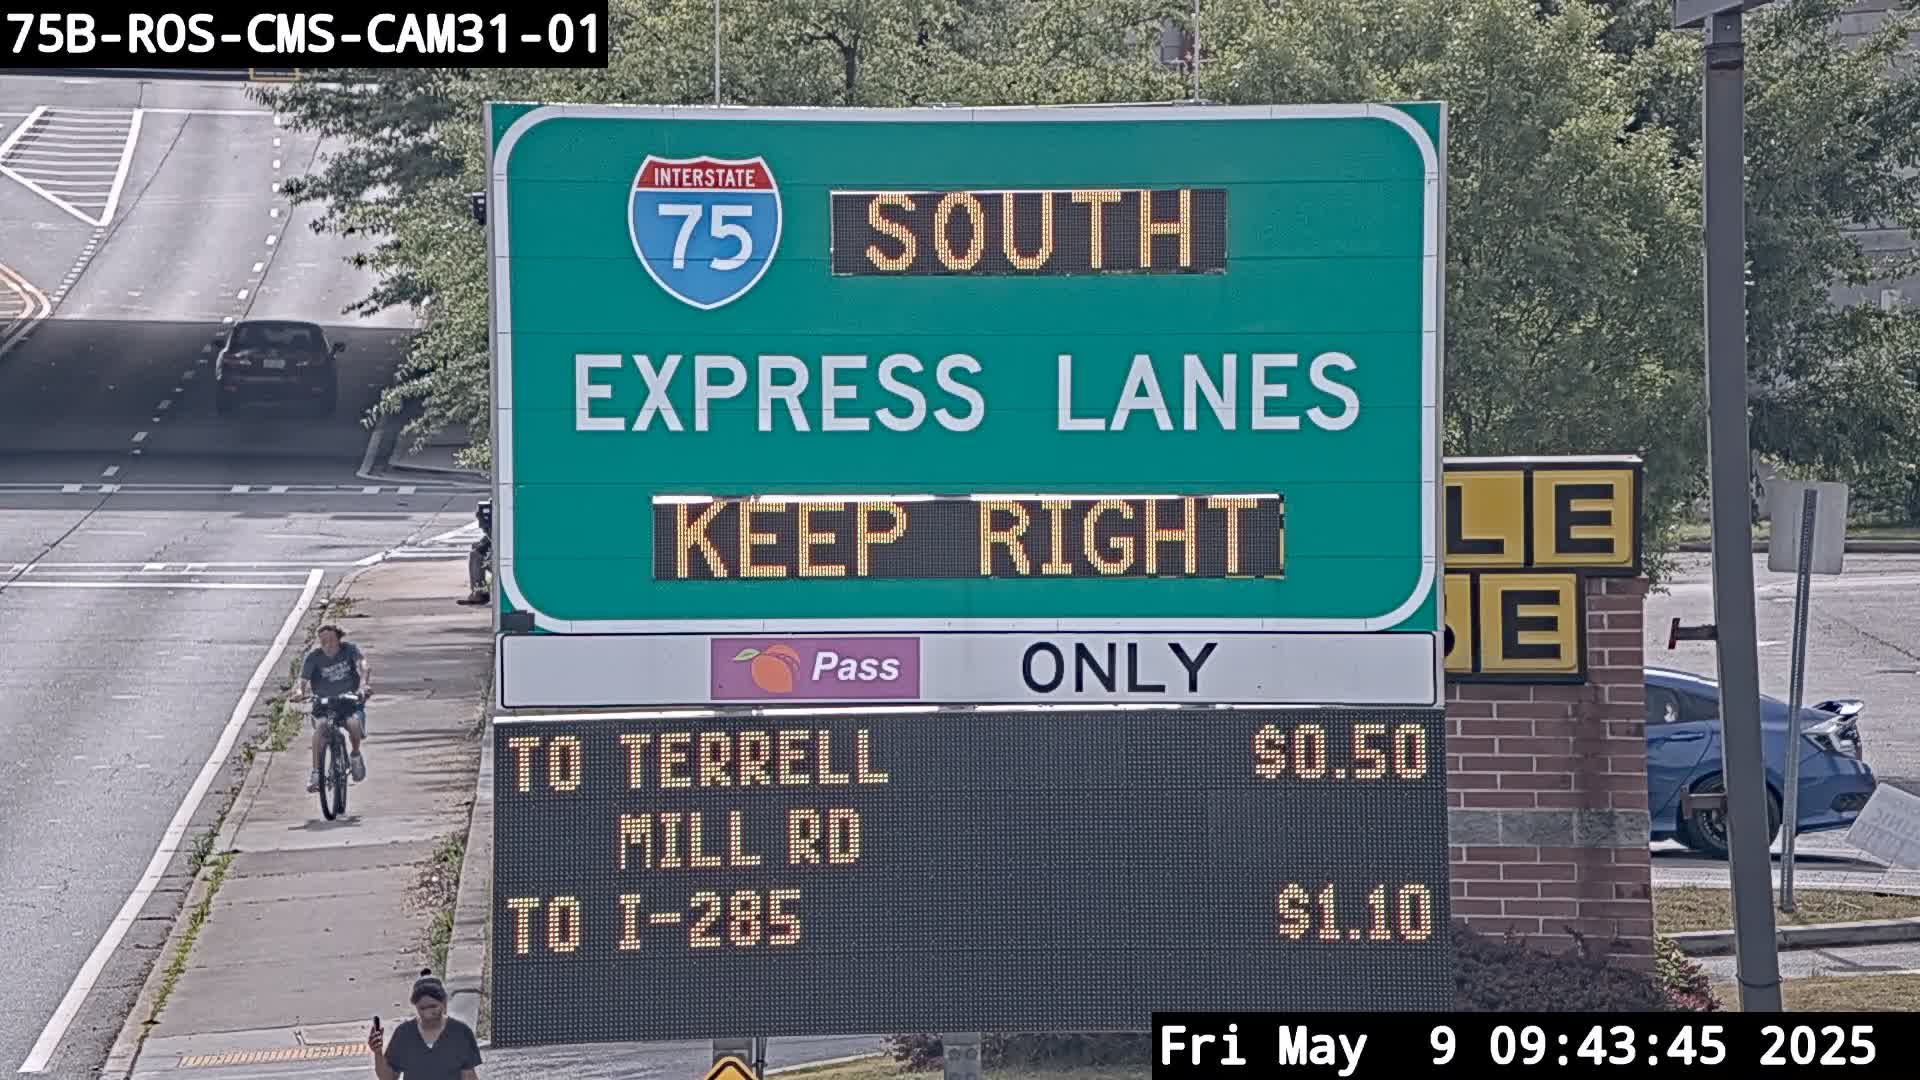 75B-ROS-CMS-CAM31-01
INTERSTATE
75
SOUTH
EXPRESS LANES
KEEP RIGHT
Pass ONLY
TO TERRELL $0.50
MILL RD
TO I-285 $1.10
LE
E
Fri May 9 09:43:45 2025